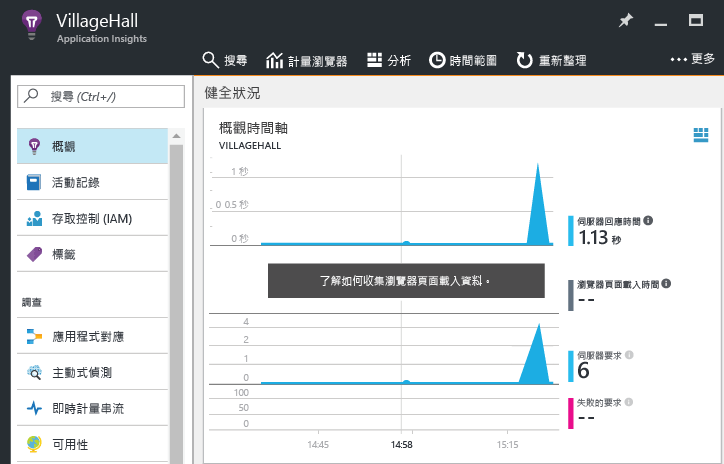 VillageHall
Application Insights
搜尋
計量瀏覽器
分析
時間範圍
重新整理
更多
搜尋 (Ctrl+/)
概觀
活動記錄
存取控制 (IAM)
標籤
調查
應用程式對應
主動式偵測
即時計量串流
可用性
健全狀況
概觀時間軸
VILLAGEHALL
1 秒
0 0.5 秒
0 秒
伺服器回應時間
1.13 秒
了解如何收集瀏覽器頁面載入資料。
瀏覽器頁面載入時間
--
4
2
1
0
伺服器要求
6
100
50
0
失敗的要求
--
14:45
14:58
15:15